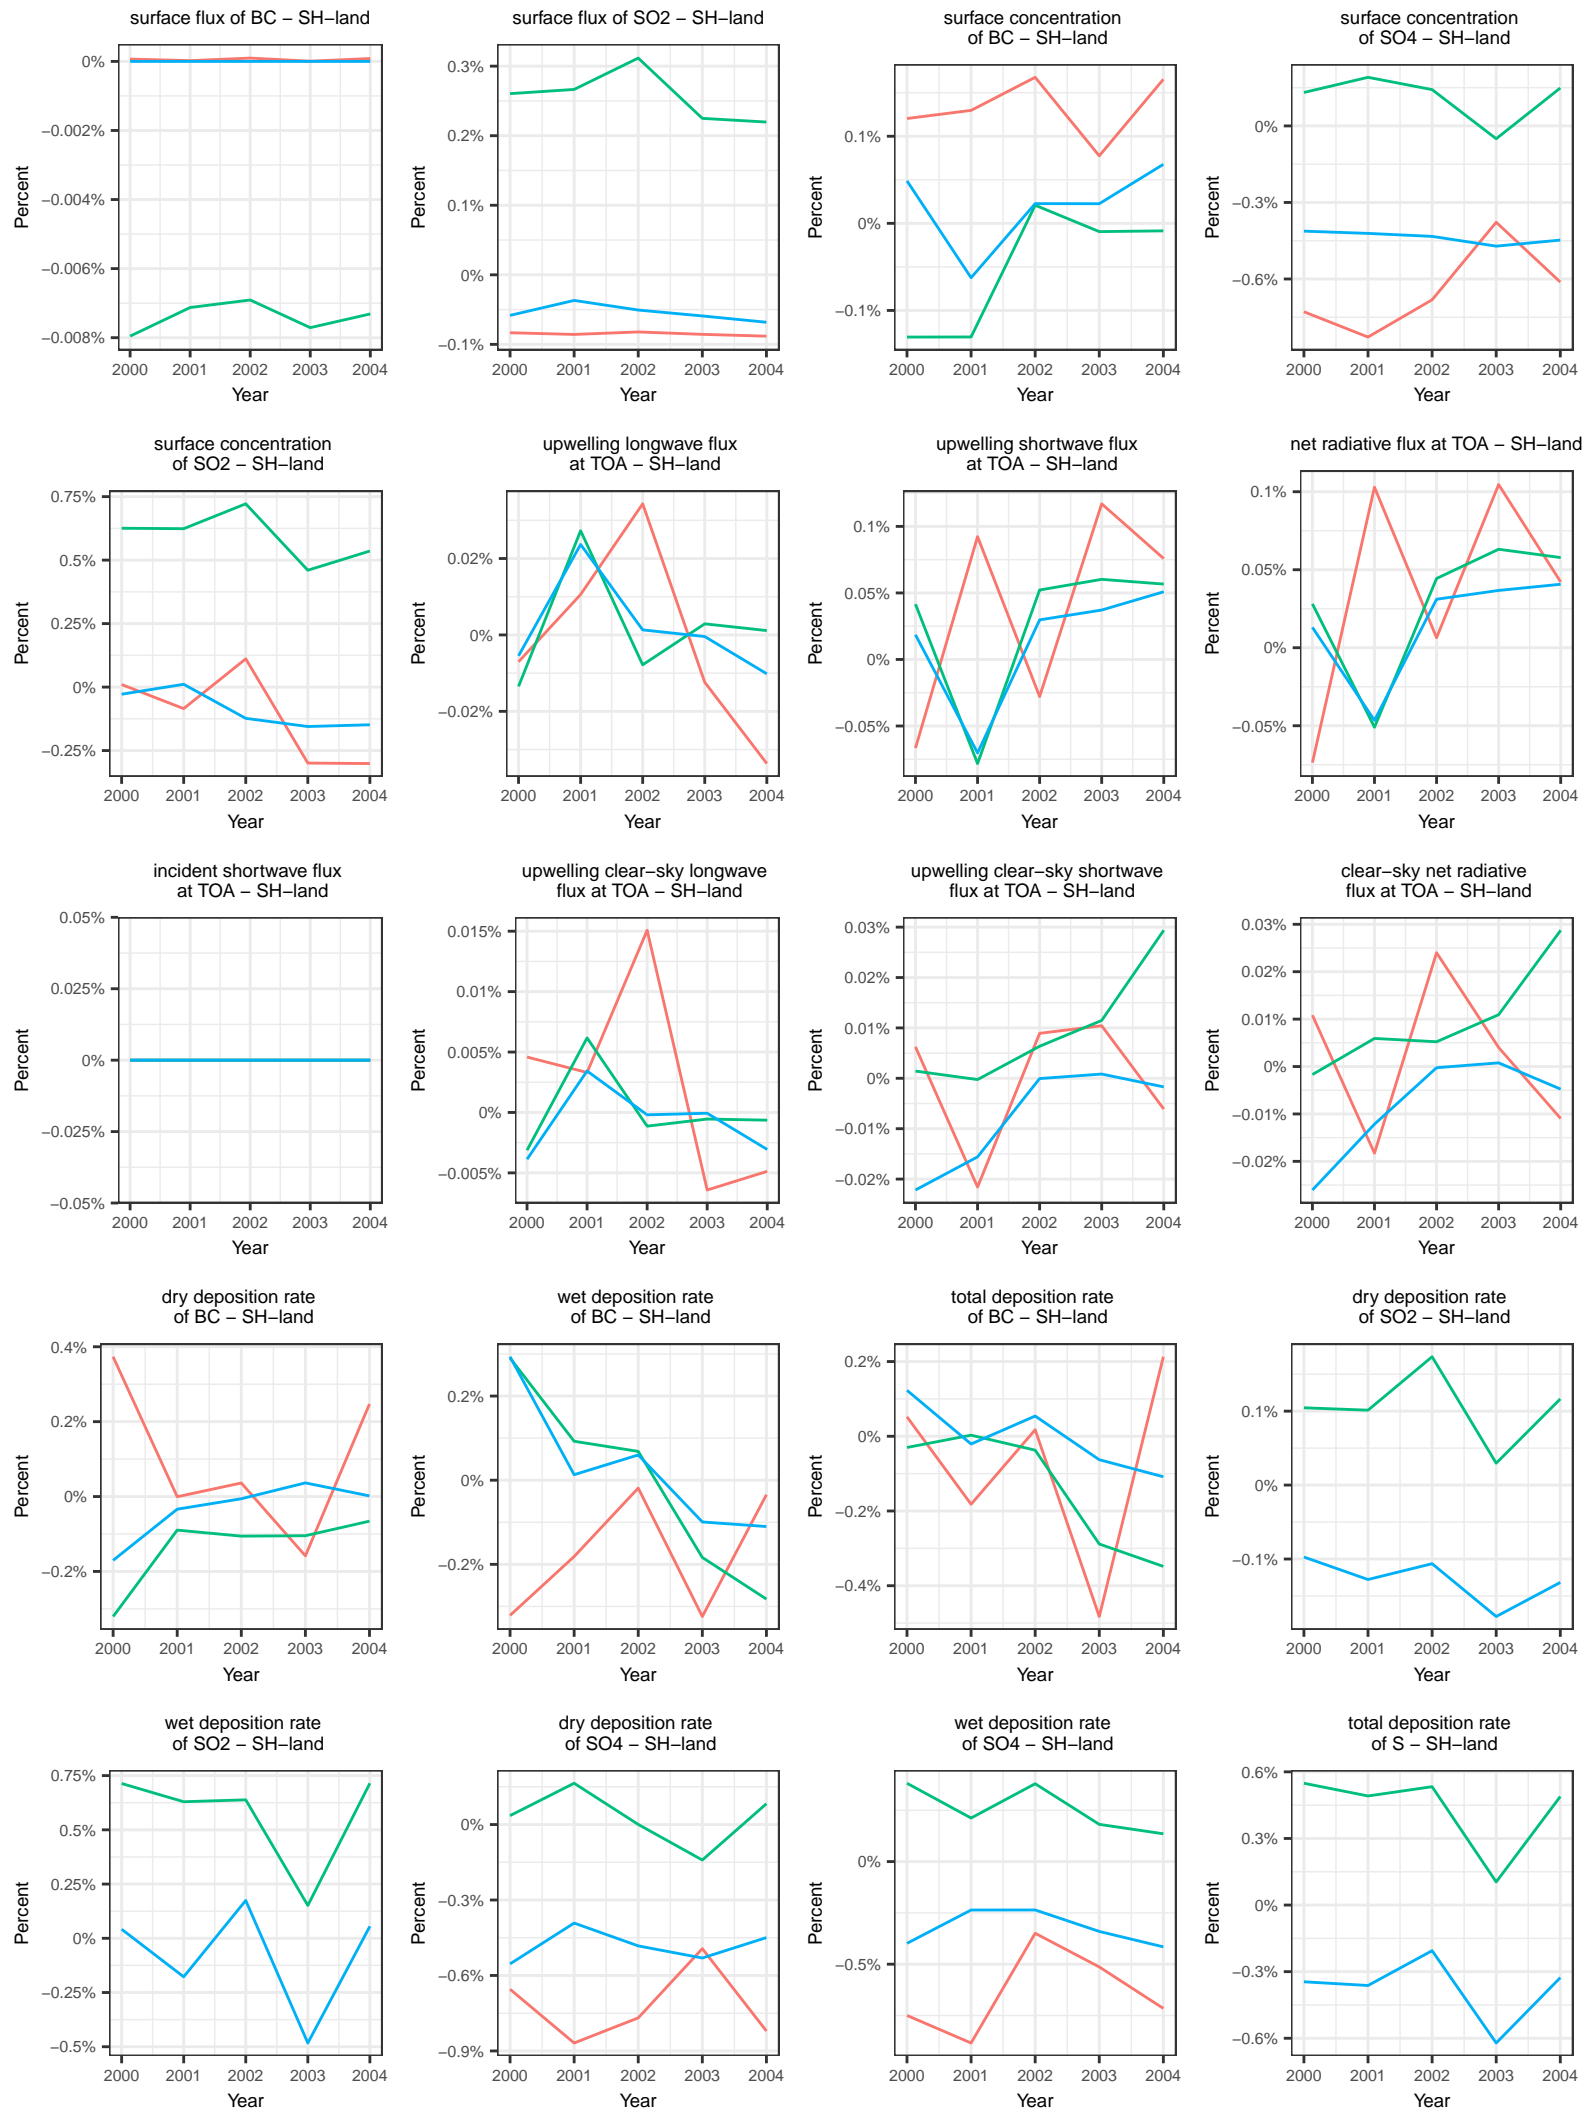 surface flux of BC − SH−land
0%
−0.002%
−0.004%
−0.006%
−0.008%
Percent
2000 2001 2002 2003 2004
Year
surface flux of SO2 − SH−land
0.3%
0.2%
0.1%
0%
−0.1%
Percent
2000 2001 2002 2003 2004
Year
surface concentration
of BC − SH−land
0.1%
0%
−0.1%
Percent
2000 2001 2002 2003 2004
Year
surface concentration
of SO4 − SH−land
0%
−0.3%
−0.6%
Percent
2000 2001 2002 2003 2004
Year
surface concentration
of SO2 − SH−land
0.75%
0.5%
0.25%
0%
−0.25%
Percent
2000 2001 2002 2003 2004
Year
upwelling longwave flux
at TOA − SH−land
0.02%
0%
−0.02%
Percent
2000 2001 2002 2003 2004
Year
upwelling shortwave flux
at TOA − SH−land
0.1%
0.05%
0%
−0.05%
Percent
2000 2001 2002 2003 2004
Year
net radiative flux at TOA − SH−land
0.1%
0.05%
0%
−0.05%
Percent
2000 2001 2002 2003 2004
Year
incident shortwave flux
at TOA − SH−land
0.05%
0.025%
0%
−0.025%
−0.05%
Percent
2000 2001 2002 2003 2004
Year
upwelling clear−sky longwave
flux at TOA − SH−land
0.015%
0.01%
0.005%
0%
−0.005%
Percent
2000 2001 2002 2003 2004
Year
upwelling clear−sky shortwave
flux at TOA − SH−land
0.03%
0.02%
0.01%
0%
−0.01%
−0.02%
Percent
2000 2001 2002 2003 2004
Year
clear−sky net radiative
flux at TOA − SH−land
0.03%
0.02%
0.01%
0%
−0.01%
−0.02%
Percent
2000 2001 2002 2003 2004
Year
dry deposition rate
of BC − SH−land
0.4%
0.2%
0%
−0.2%
Percent
2000 2001 2002 2003 2004
Year
wet deposition rate
of BC − SH−land
0.2%
0%
−0.2%
Percent
2000 2001 2002 2003 2004
Year
total deposition rate
of BC − SH−land
0.2%
0%
−0.2%
−0.4%
Percent
2000 2001 2002 2003 2004
Year
dry deposition rate
of SO2 − SH−land
0.1%
0%
−0.1%
Percent
2000 2001 2002 2003 2004
Year
wet deposition rate
of SO2 − SH−land
0.75%
0.5%
0.25%
0%
−0.25%
−0.5%
Percent
2000 2001 2002 2003 2004
Year
dry deposition rate
of SO4 − SH−land
0%
−0.3%
−0.6%
−0.9%
Percent
2000 2001 2002 2003 2004
Year
wet deposition rate
of SO4 − SH−land
0%
−0.5%
Percent
2000 2001 2002 2003 2004
Year
total deposition rate
of S − SH−land
0.6%
0.3%
0%
−0.3%
−0.6%
Percent
2000 2001 2002 2003 2004
Year